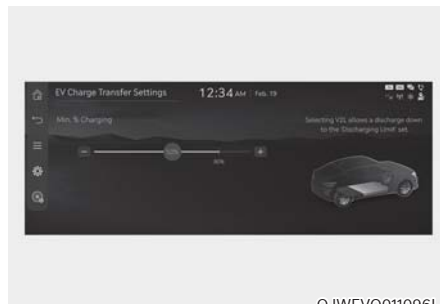 EV Charge Transfer Settings
12:34 AM Feb. 19
Min. % Charging
Selecting V2L allows a discharge down
to the 'Discharging Limit' set.
- +
80%